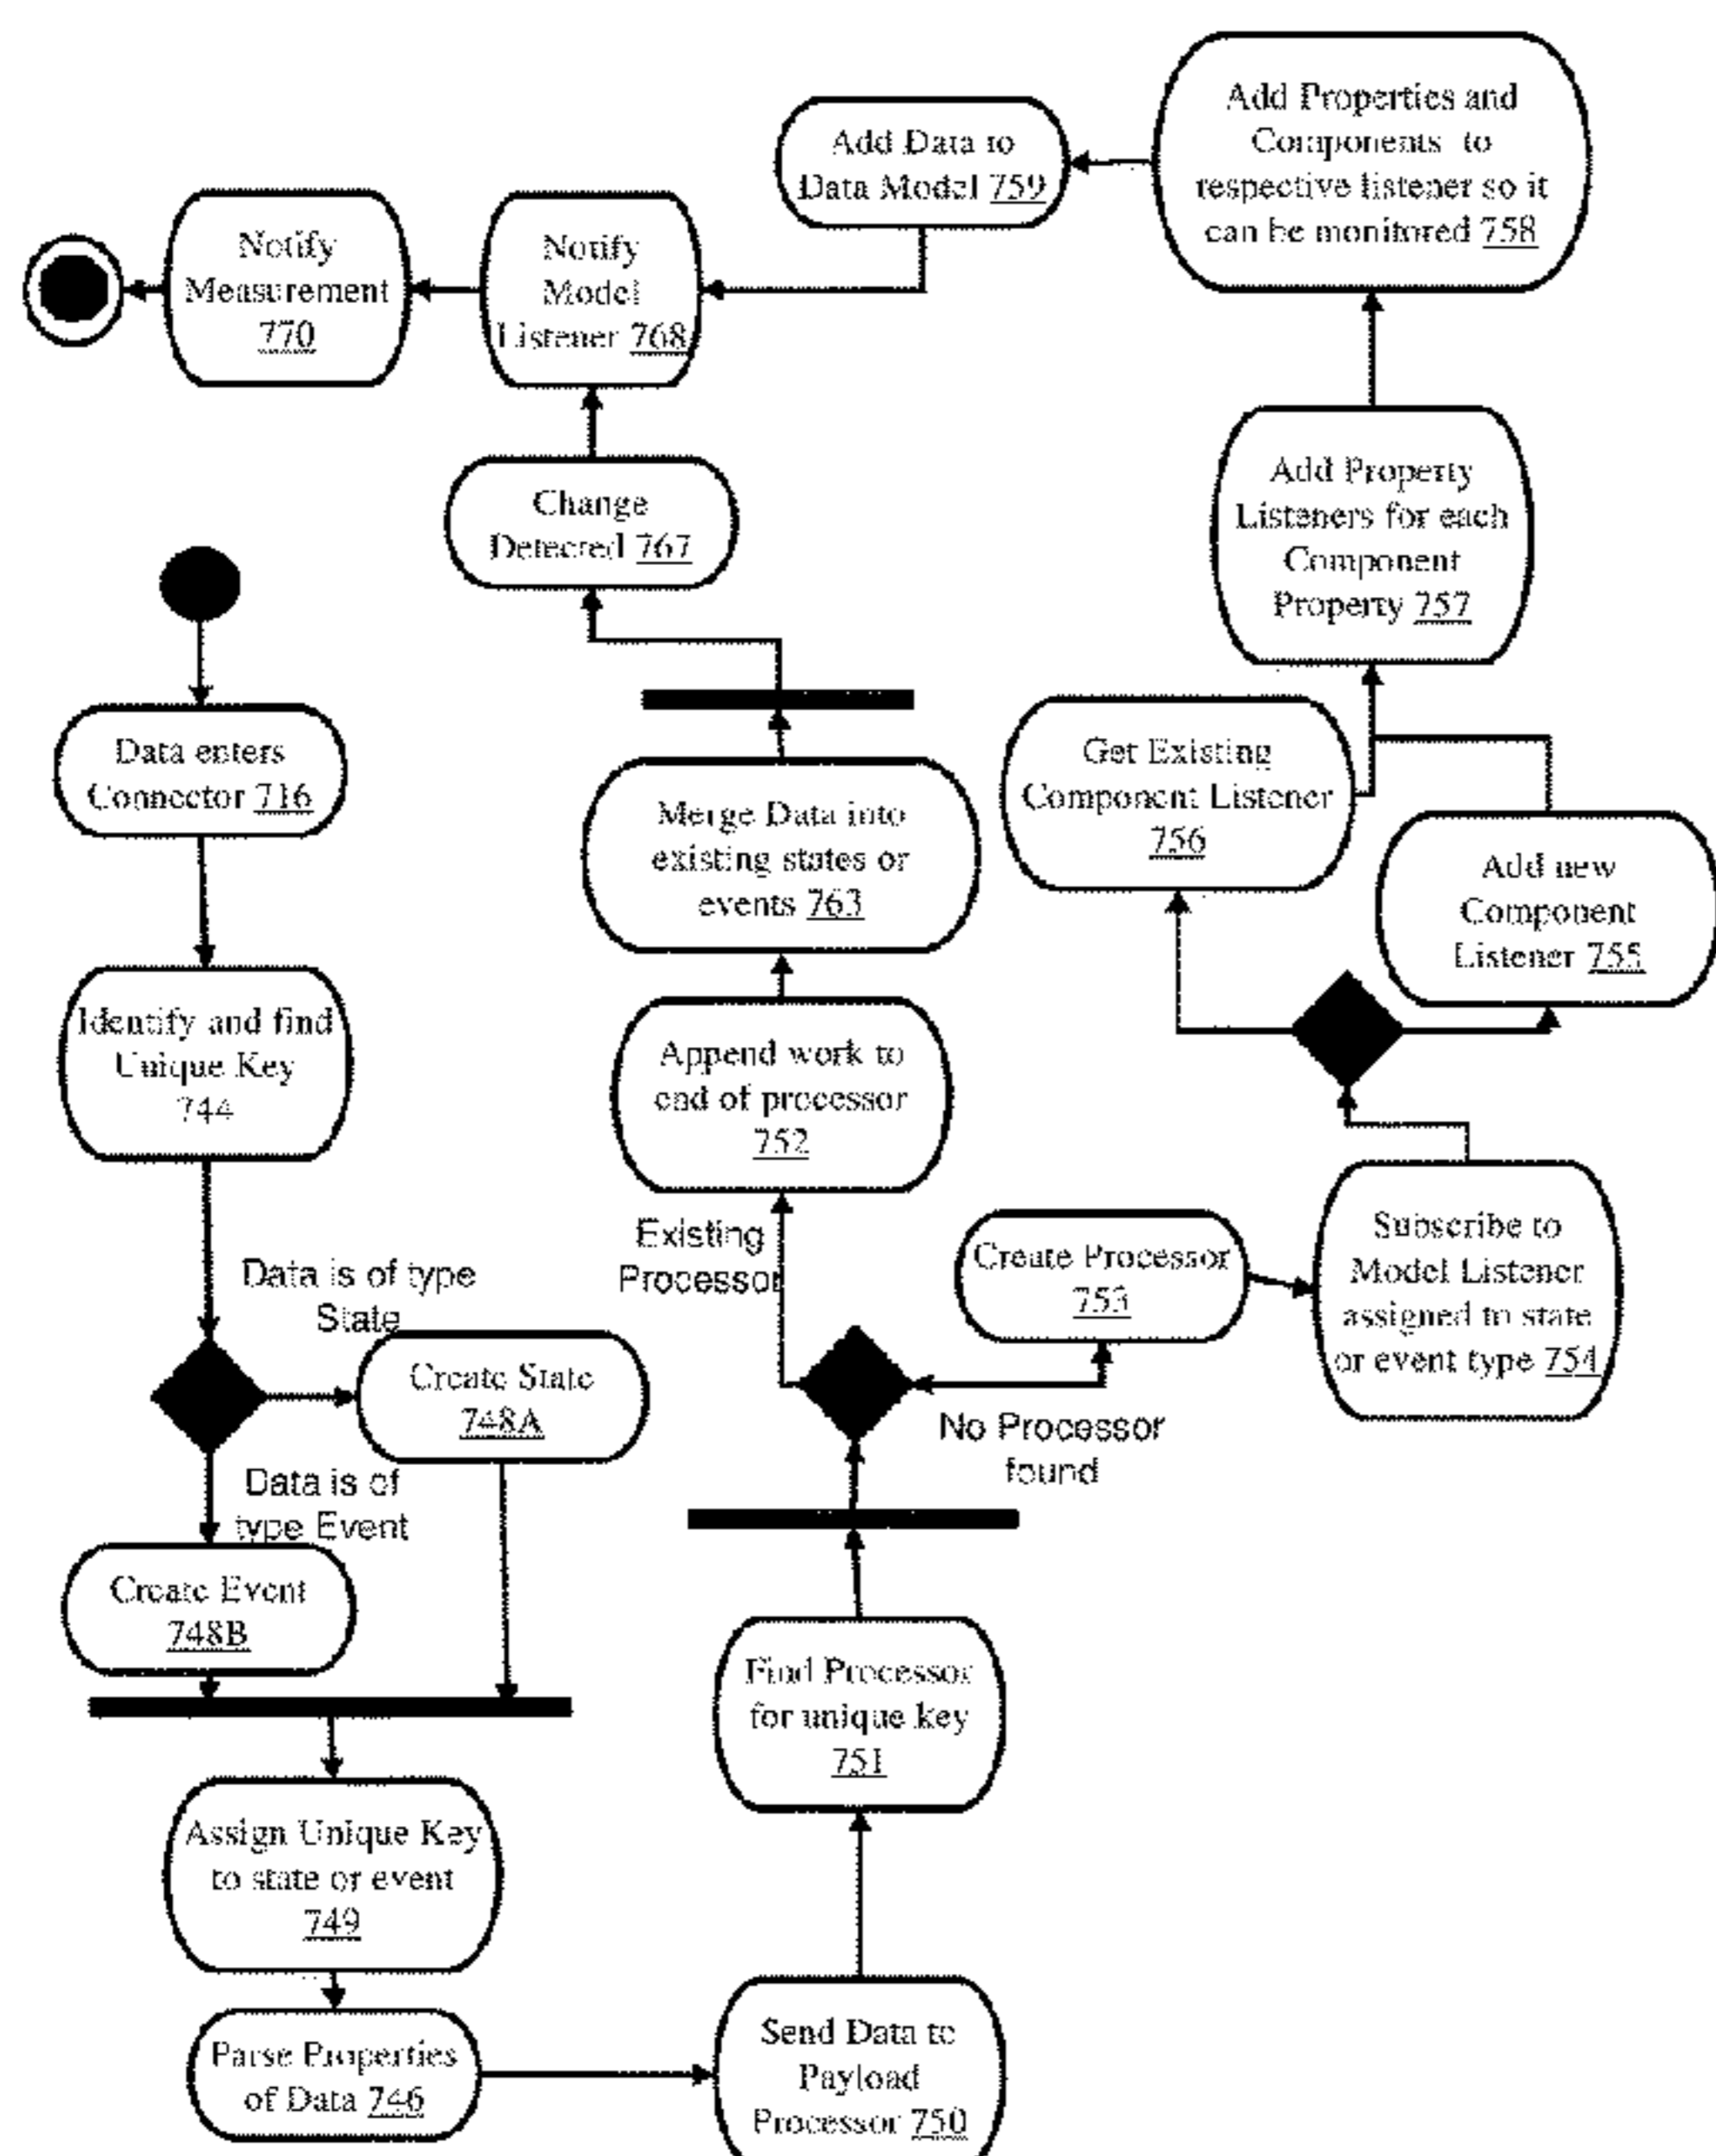 Add Properties and
Components to
respective listener so it
can be monitored 758
Add Data to
Data Model 759
Notify
Model
Listener 768
Notify
Measurement
770
Change
Detected 767
Add Property
Listeners for each
Component
Property 757
Data enters
Connector 716
Get Existing
Component Listener
756
Add new
Component
Listener 755
Merge Data into
existing states or
events 763
Identify and find
Unique Key
744
Append work to
end of processor
752
Existing
Processor
Create Processor
753
Subscribe to
Model Listener
assigned to state
or event type 754
Data is of type
State
Create State
748A
No Processor
found
Data is of
type Event
Create Event
748B
Find Processor
for unique key
751
Assign Unique Key
to state or event
749
Parse Properties
of Data 746
Send Data to
Payload
Processor 750